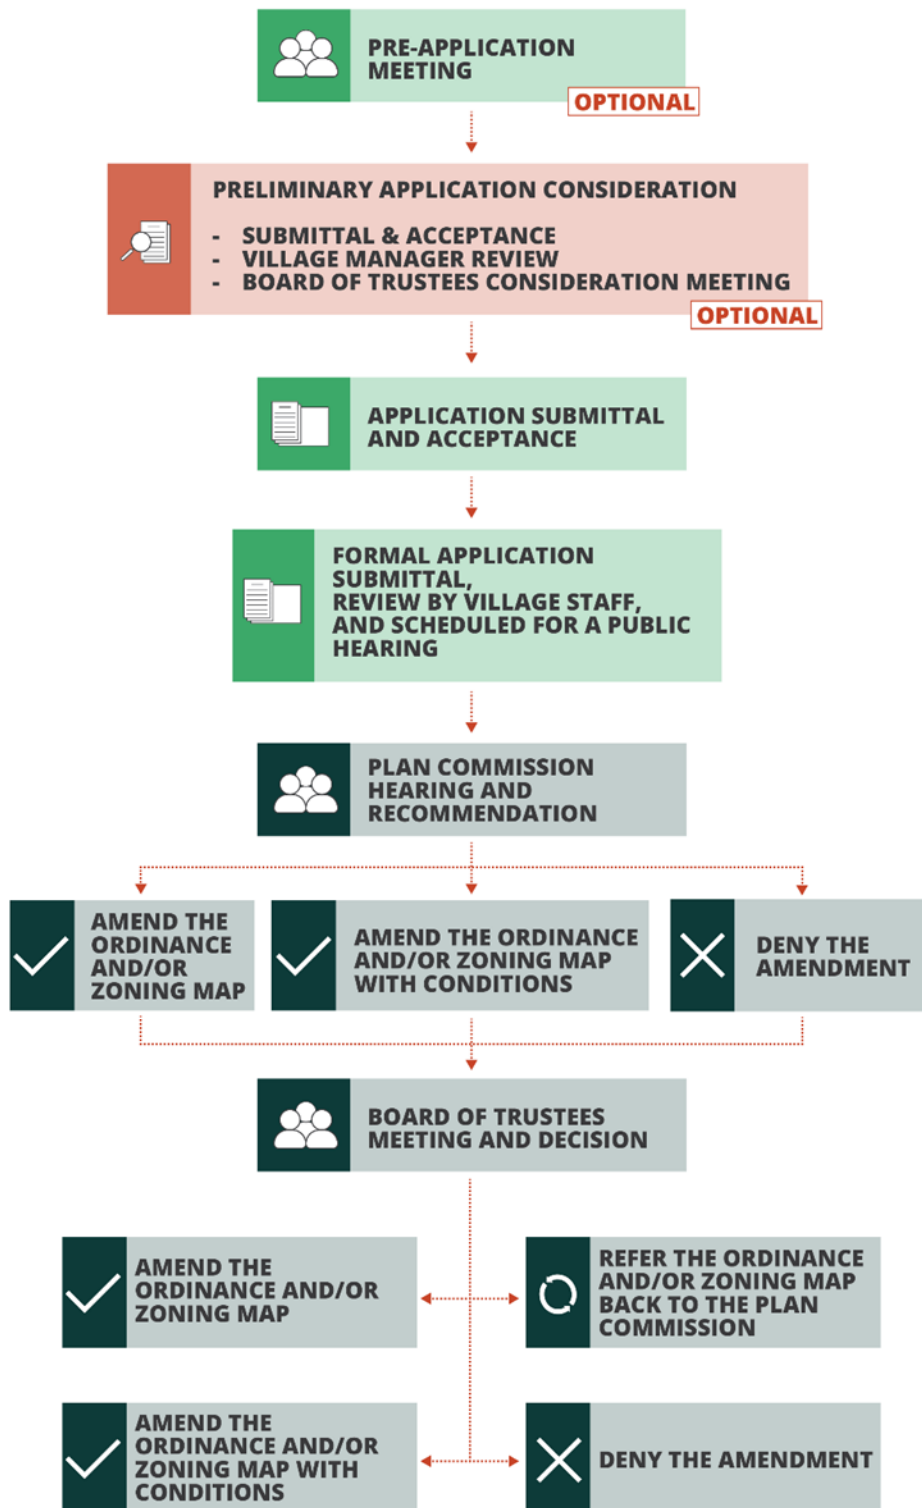 PRE-APPLICATION
MEETING
OPTIONAL
PRELIMINARY APPLICATION CONSIDERATION
- SUBMITTAL & ACCEPTANCE
- VILLAGE MANAGER REVIEW
- BOARD OF TRUSTEES CONSIDERATION MEETING
OPTIONAL
APPLICATION SUBMITTAL
AND ACCEPTANCE
FORMAL APPLICATION
SUBMITTAL,
REVIEW BY VILLAGE STAFF,
AND SCHEDULED FOR A PUBLIC
HEARING
PLAN COMMISSION
HEARING AND
RECOMMENDATION
AMEND THE
ORDINANCE
AND/OR
ZONING MAP
AMEND THE ORDINANCE
AND/OR ZONING MAP
WITH CONDITIONS
DENY THE
AMENDMENT
BOARD OF TRUSTEES
MEETING AND DECISION
AMEND THE
ORDINANCE AND/OR
ZONING MAP
REFER THE ORDINANCE
AND/OR ZONING MAP
BACK TO THE PLAN
COMMISSION
AMEND THE
ORDINANCE AND/OR
ZONING MAP WITH
CONDITIONS
DENY THE AMENDMENT